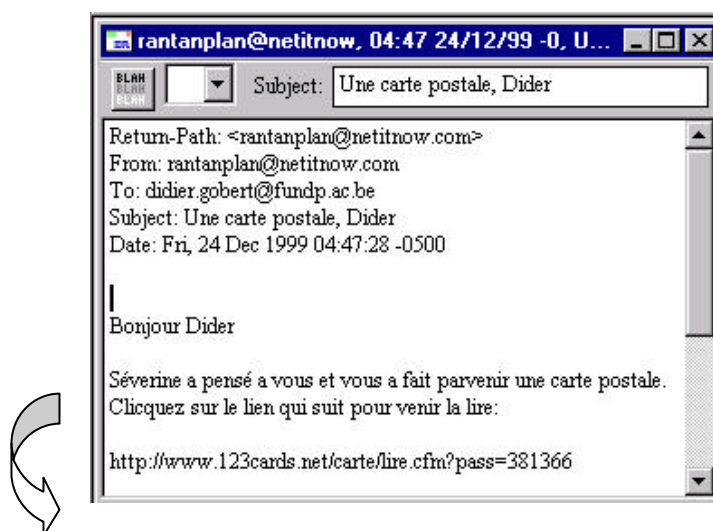 rantanplan@netitnow, 04:47 24/12/99 -0, U...
BLAH
BLAH
BLAH
Subject: Une carte postale, Dider
Return-Path: <rantanplan@netitnow.com>
From: rantanplan@netitnow.com
To: didier.gobert@fundp.ac.be
Subject: Une carte postale, Dider
Date: Fri, 24 Dec 1999 04:47:28 -0500
Bonjour Dider
Séverine a pensé a vous et vous a fait parvenir une carte postale.
Clicquez sur le lien qui suit pour venir la lire:
http://www.123cards.net/carte/lire.cfm?pass=381366